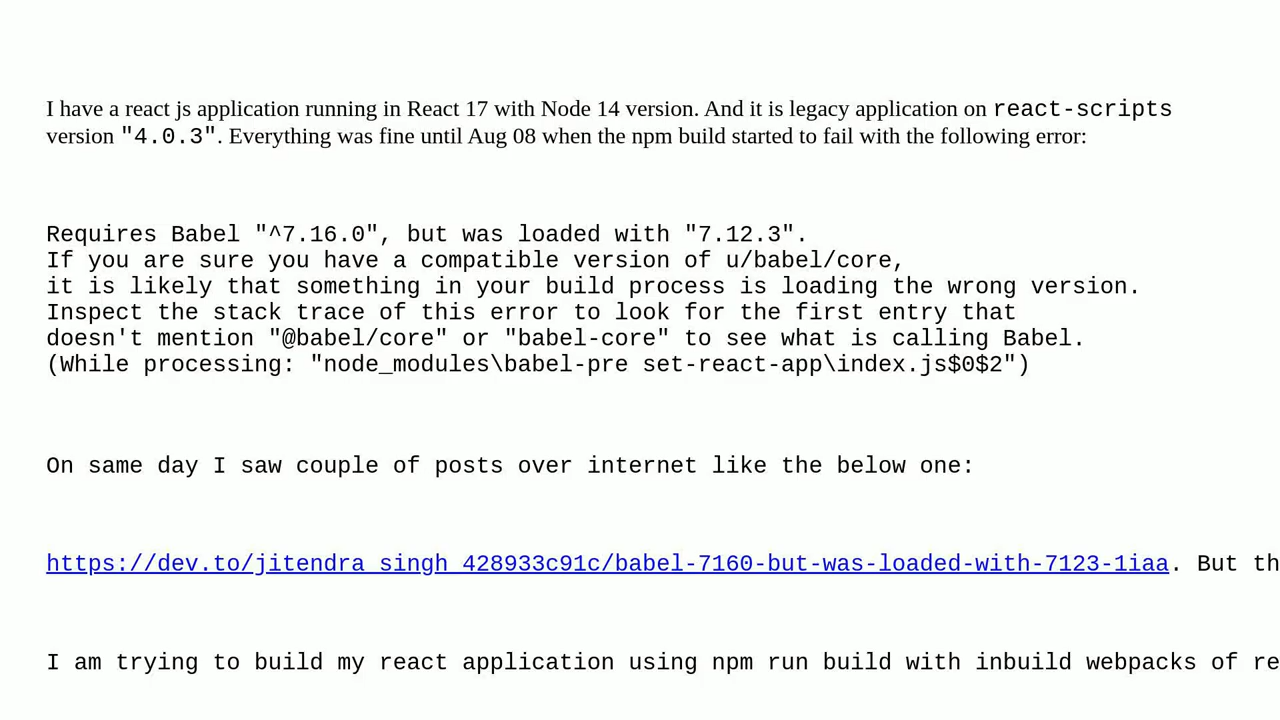 I have a react js application running in React 17 with Node 14 version. And it is legacy application on react-scripts
version "4.0.3". Everything was fine until Aug 08 when the npm build started to fail with the following error:
Requires Babel "^7.16.0", but was loaded with "7.12.3".
If you are sure you have a compatible version of u/babel/core,
it is likely that something in your build process is loading the wrong version.
Inspect the stack trace of this error to look for the first entry that
doesn't mention "@babel/core" or "babel-core" to see what is calling Babel.
(While processing: "node_modules\babel-pre set-react-app\index.js$0$2")
On same day I saw couple of posts over internet like the below one:
https://dev.to/jitendra_singh_428933c91c/babel-7160-but-was-loaded-with-7123-1iaa. But th
I am trying to build my react application using npm run build with inbuild webpacks of re